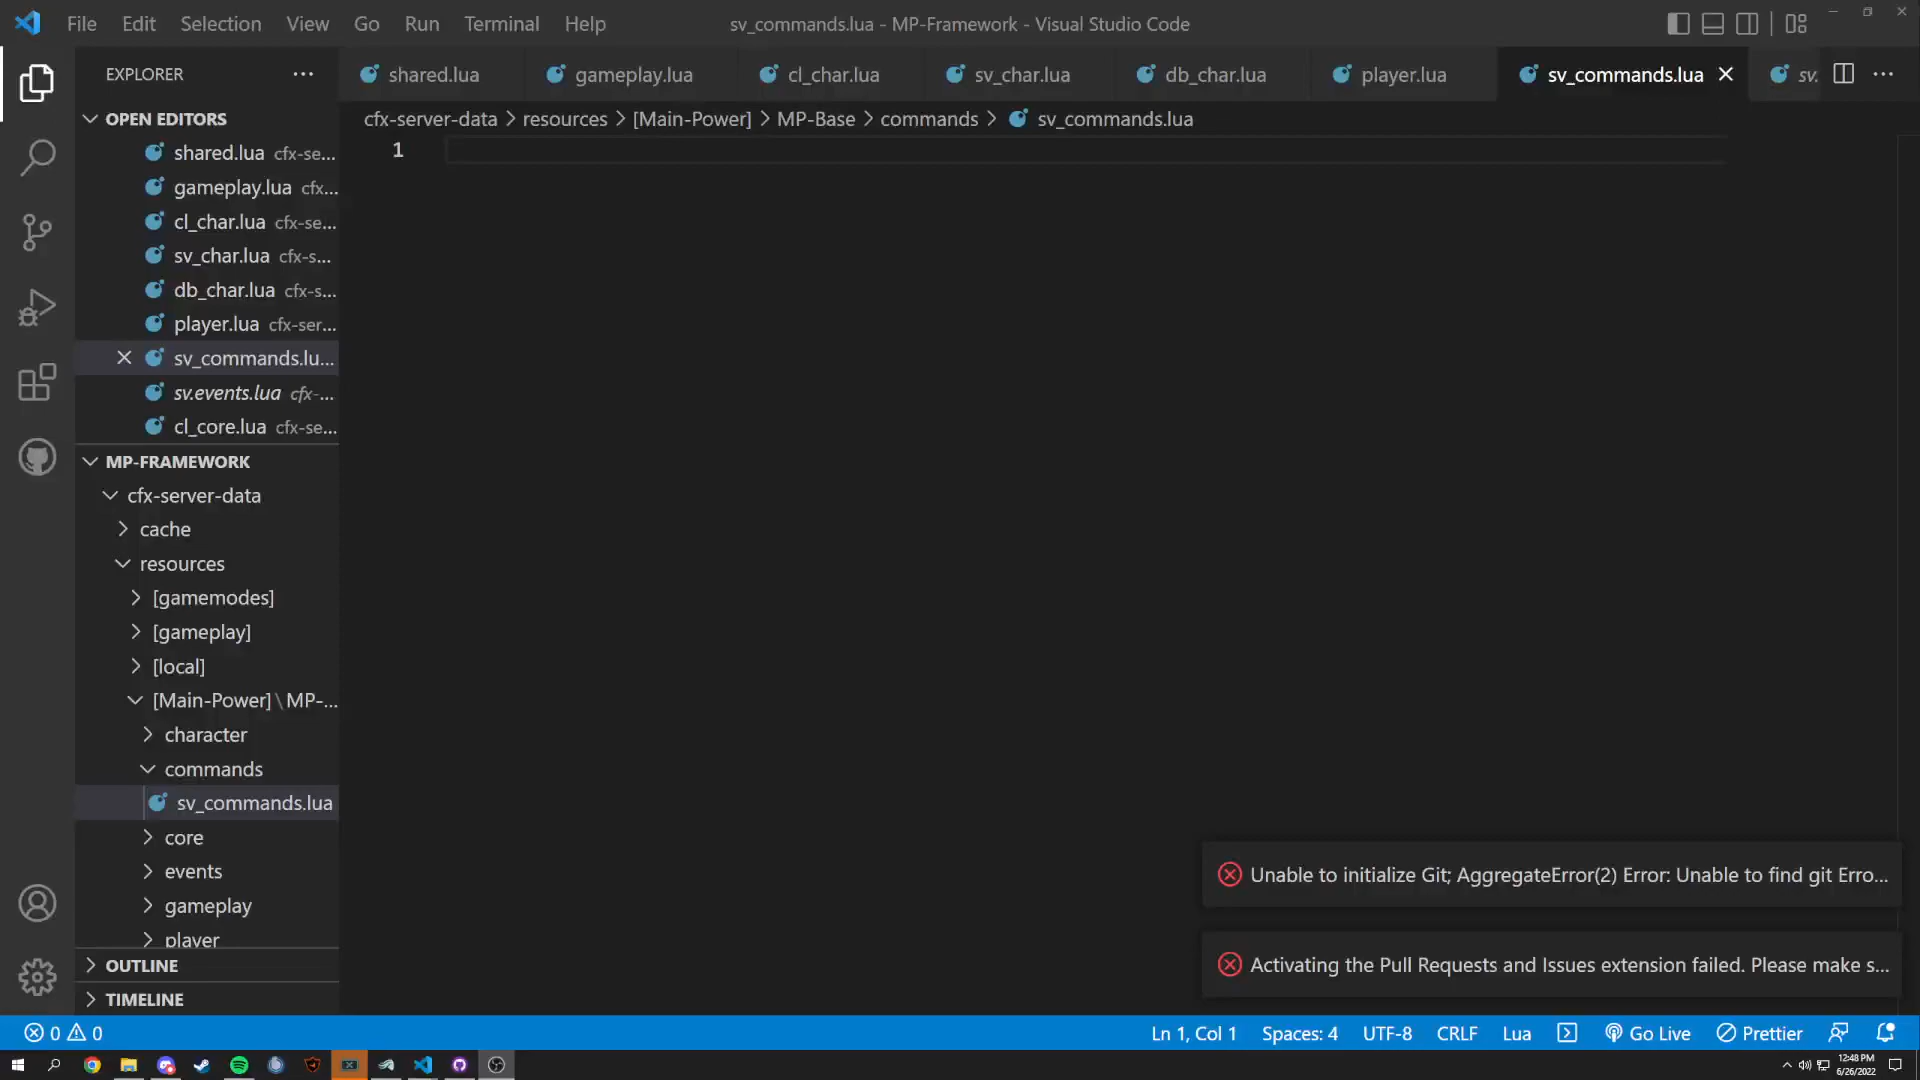 File Edit Selection View Go Run Terminal Help sv_commands.lua - MP-Framework - Visual Studio Code
EXPLORER
shared.lua gameplay.lua cl_char.lua sv_char.lua db_char.lua player.lua sv_commands.lua sv.
cfx-server-data > resources > [Main-Power] > MP-Base > commands > sv_commands.lua
1
OPEN EDITORS
shared.lua cfx-se...
gameplay.lua cfx...
cl_char.lua cfx-se...
sv_char.lua cfx-s...
db_char.lua cfx-s...
player.lua cfx-ser...
sv_commands.lu...
sv.events.lua cfx-...
cl_core.lua cfx-se...
MP-FRAMEWORK
cfx-server-data
cache
resources
[gamemodes]
[gameplay]
[local]
[Main-Power]\MP-...
character
commands
sv_commands.lua
core
events
gameplay
player
OUTLINE
TIMELINE
Unable to initialize Git; AggregateError(2) Error: Unable to find git Erro...
Activating the Pull Requests and Issues extension failed. Please make s...
0 0 Ln 1, Col 1 Spaces: 4 UTF-8 CRLF Lua Go Live Prettier
12:48 PM
6/26/2022